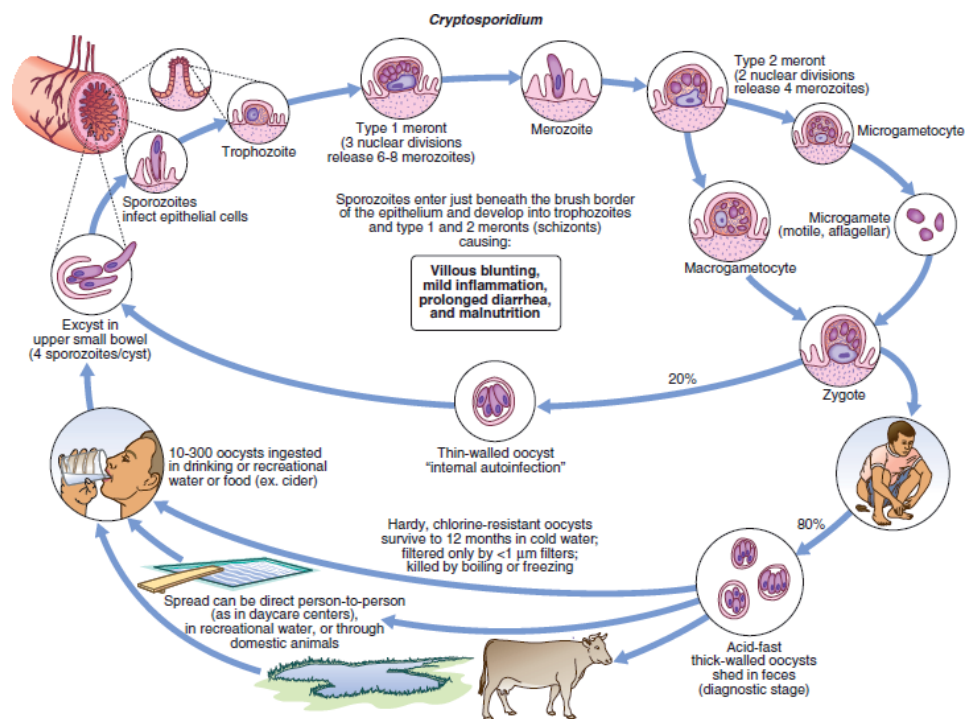 Cryptosporidium
Type 1 meront
(3 nuclear divisions
release 6-8 merozoites)
Merozoite
Type 2 meront
(2 nuclear divisions
release 4 merozoites)
Microgametocyte
Trophozoite
Sporozoites
infect epithelial cells
Sporozoites enter just beneath the brush border
of the epithelium and develop into trophozoites
and type 1 and 2 meronts (schizonts)
causing:
Villous blunting,
mild inflammation,
prolonged diarrhea,
and malnutrition
Macrogametocyte
Microgamete
(motile, aflagellar)
Excyst in
upper small bowel
(4 sporozoites/cyst)
20%
Zygote
Thin-walled oocyst
“internal autoinfection”
10-300 oocysts ingested
in drinking or recreational
water or food (ex. cider)
Hardy, chlorine-resistant oocysts
survive to 12 months in cold water;
filtered only by <1 μm filters;
killed by boiling or freezing
80%
Spread can be direct person-to-person
(as in daycare centers),
in recreational water, or through
domestic animals
Acid-fast
thick-walled oocysts
shed in feces
(diagnostic stage)